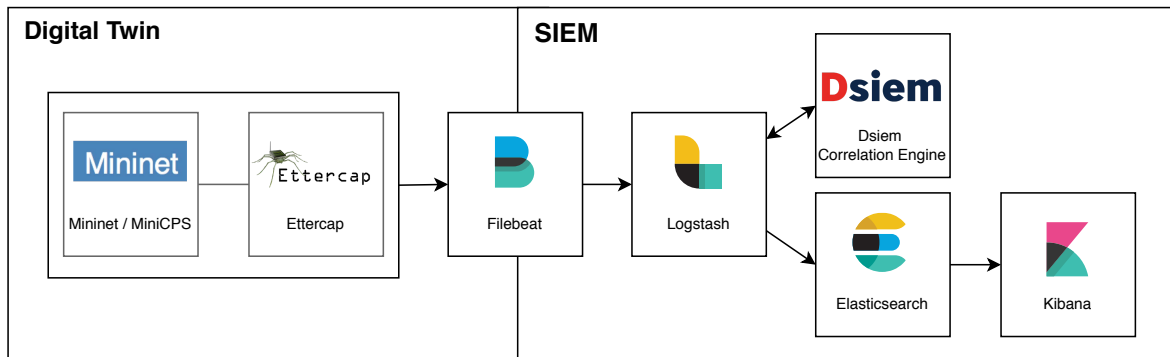 Digital Twin
SIEM
Mininet
Mininet / MiniCPS
Ettercap
Ettercap
Filebeat
Logstash
Dsiem
Dsiem
Correlation Engine
Elasticsearch
Kibana